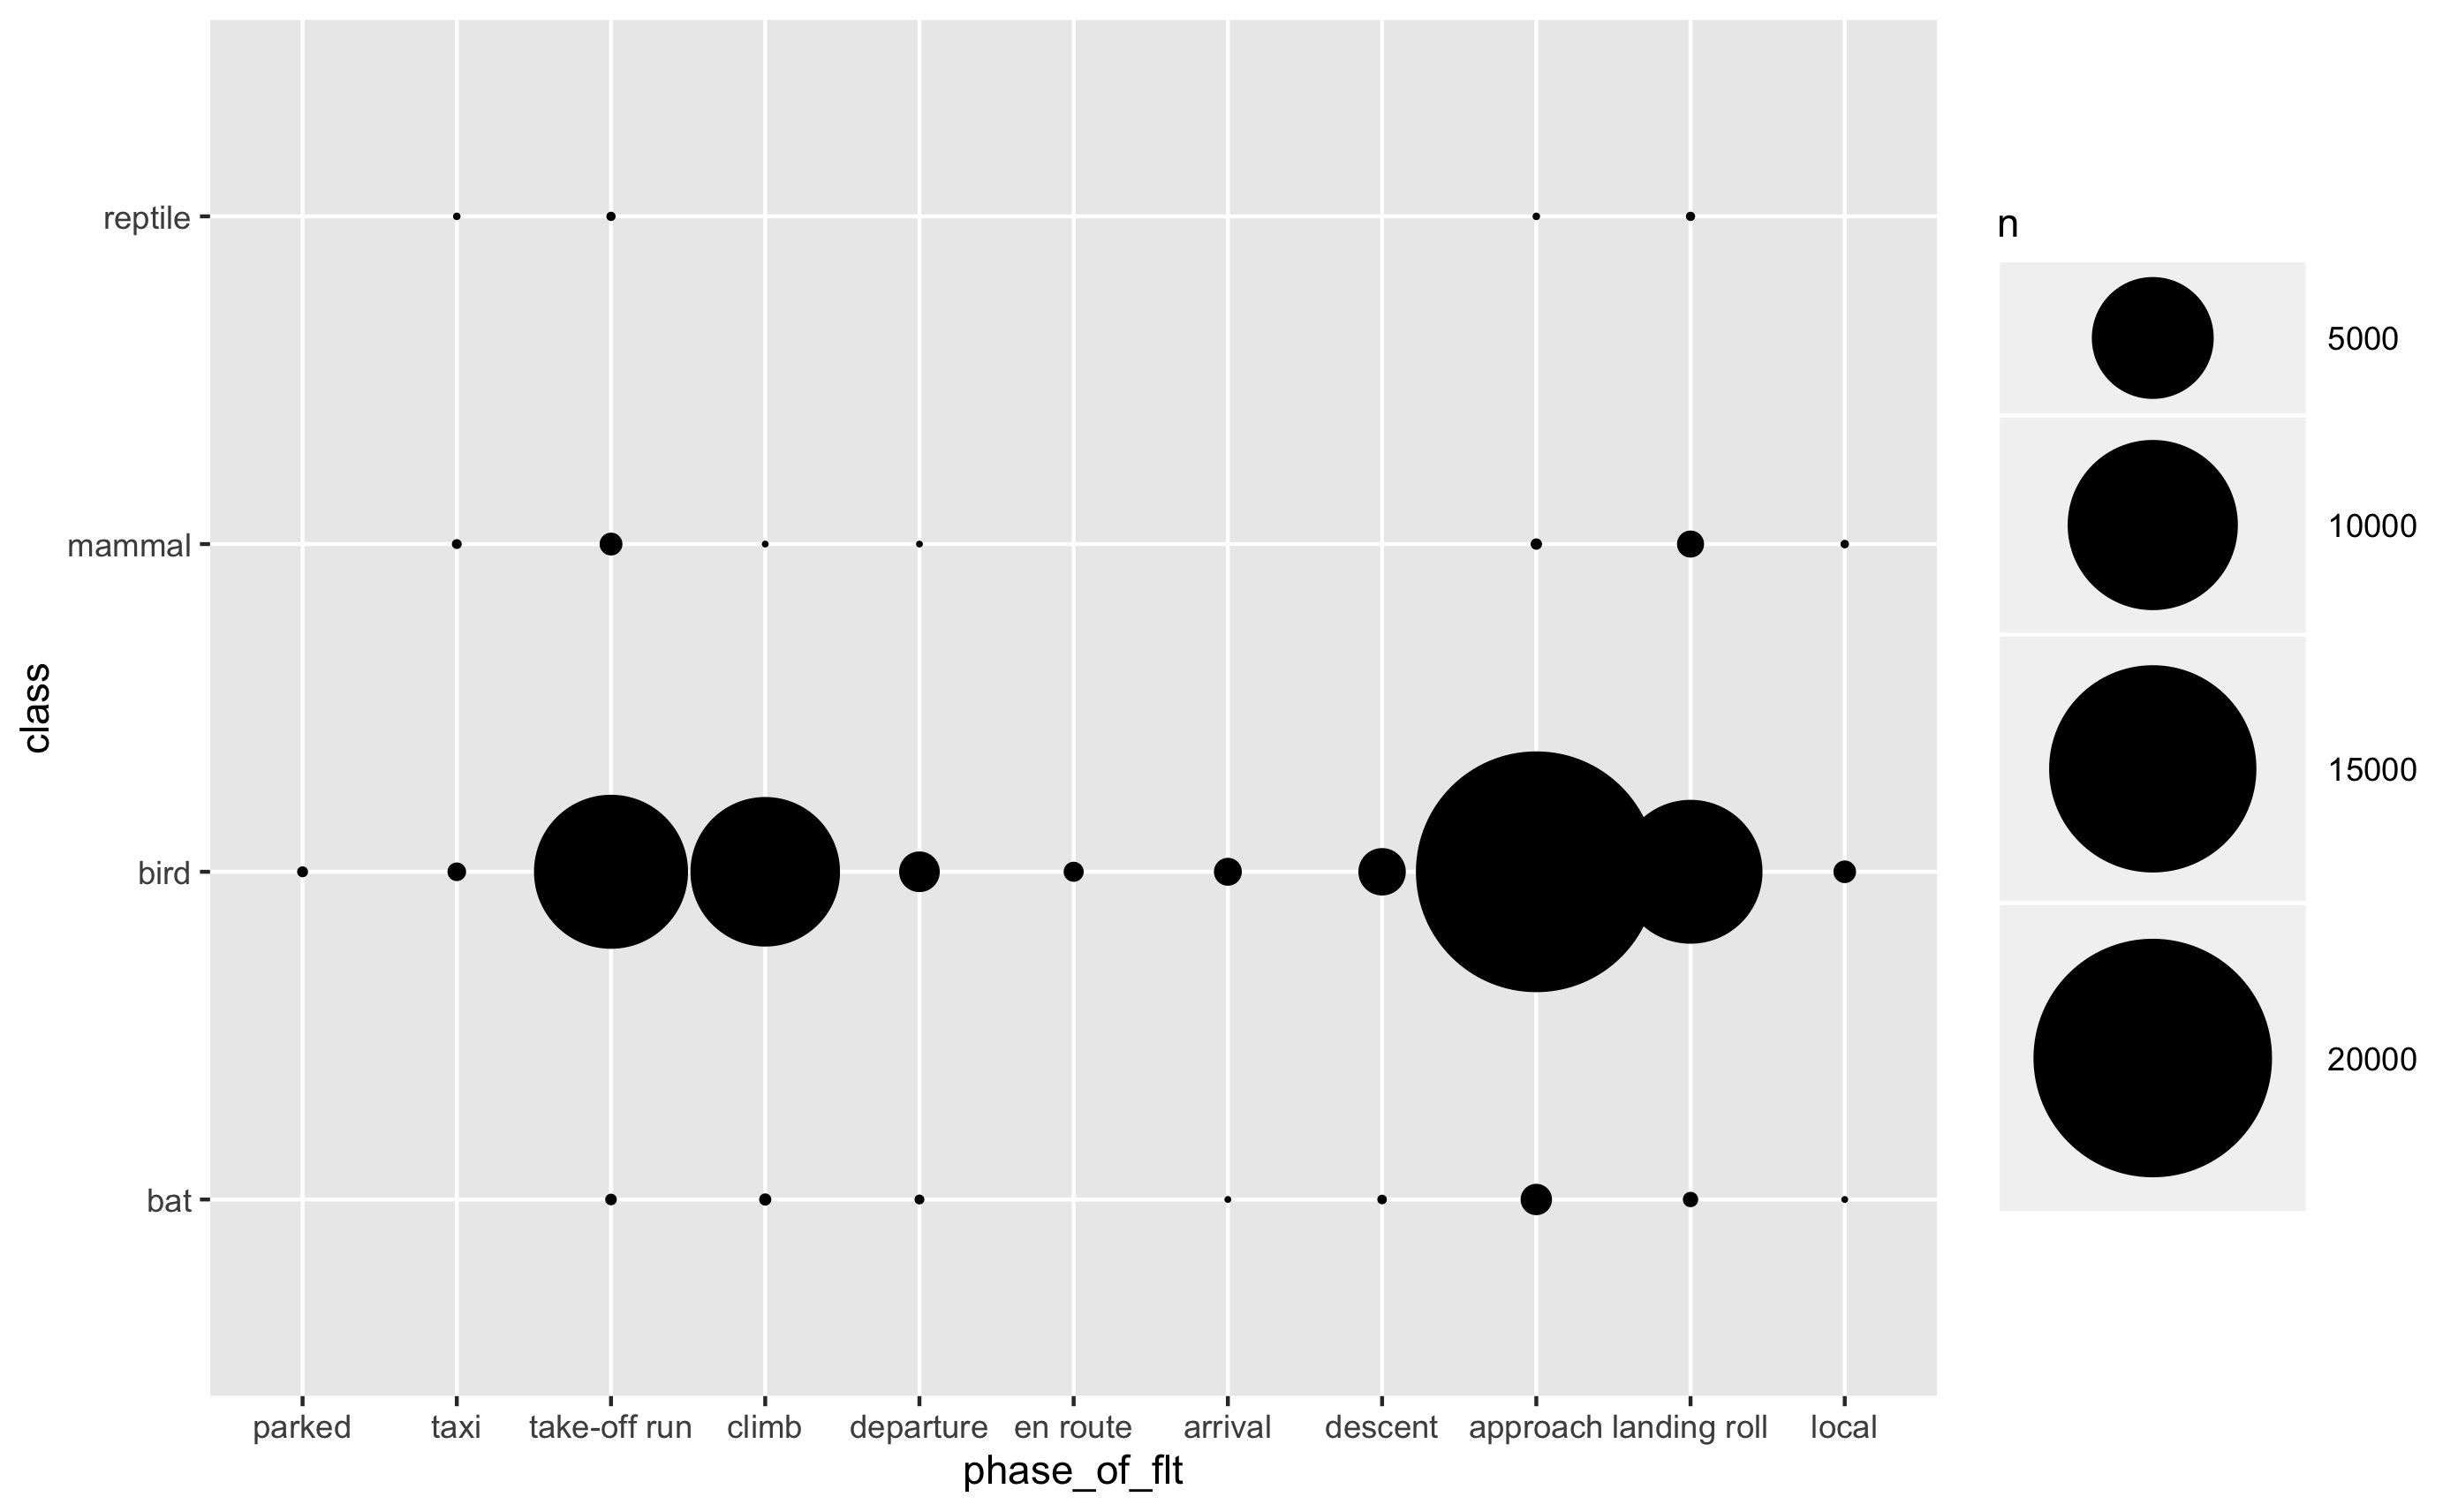 reptile
mammal
bird
bat
class
parked taxi take-off run climb departure en route arrival descent approach landing roll local
phase_of_flt
n
5000
10000
15000
20000